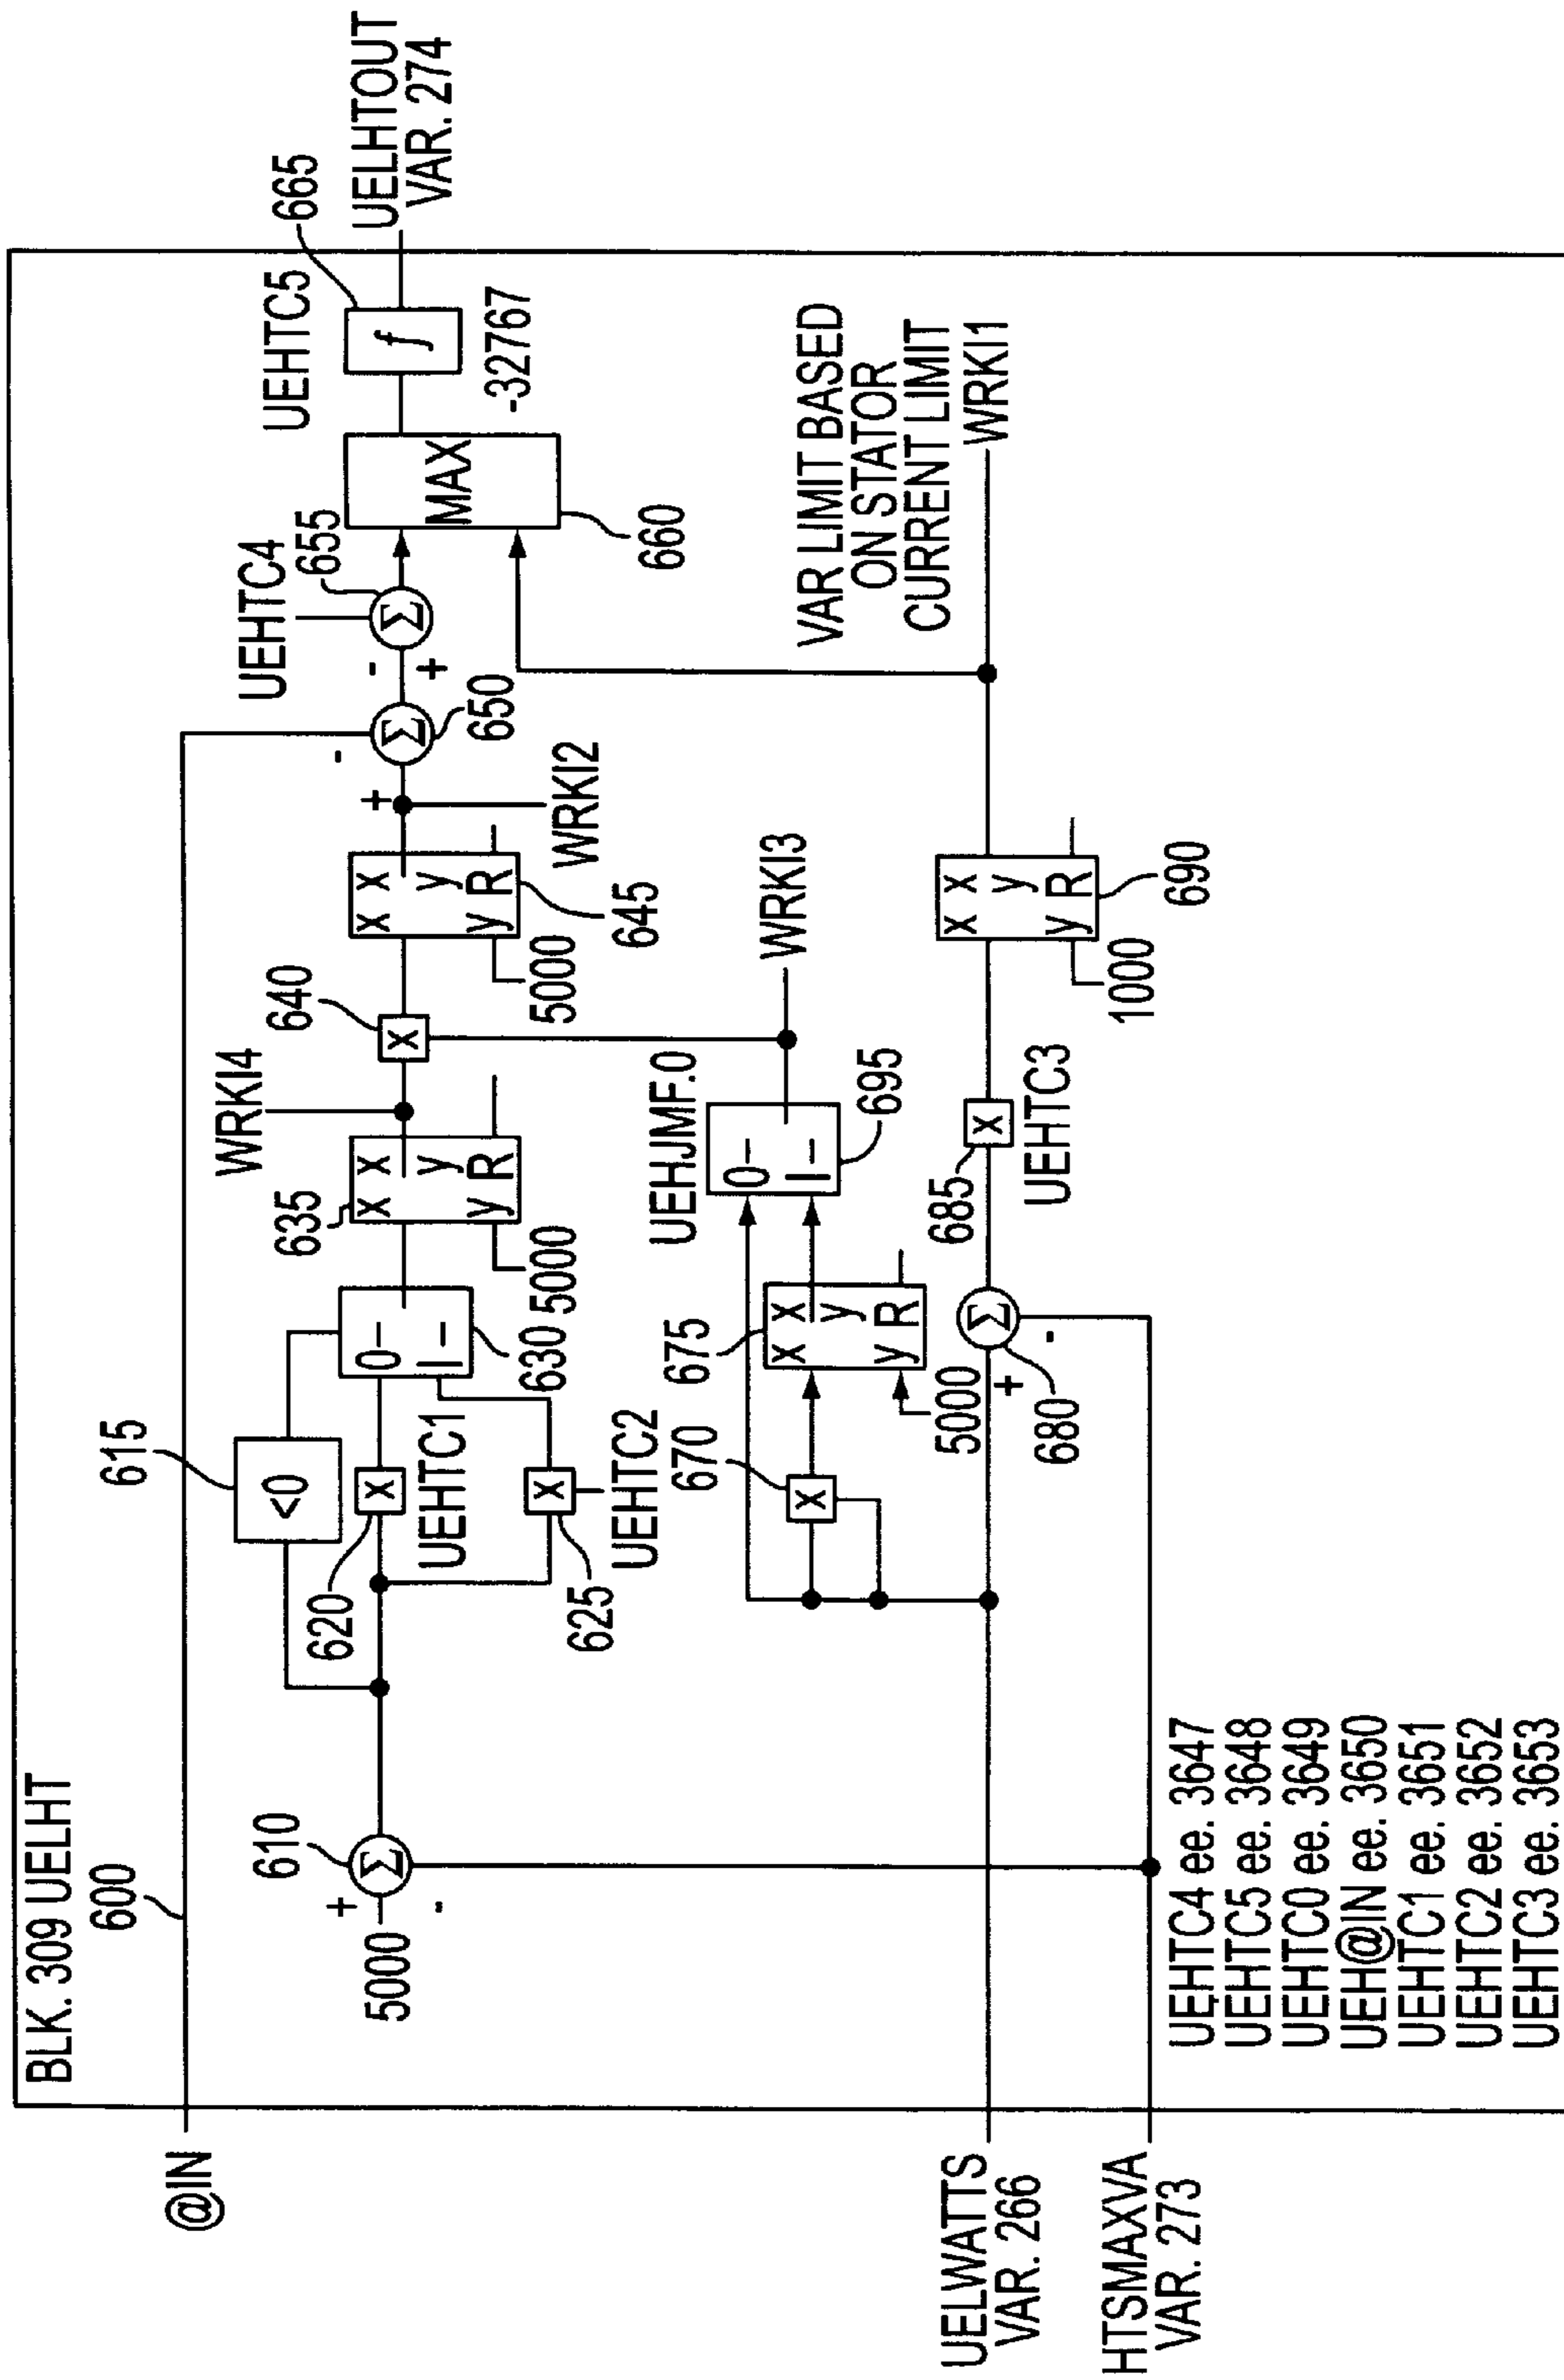 BLK. 309 UELHT
600
@IN
615
<0
UEHTC4
655
UEHTC5
665
f
-32767
UELHTOUT
VAR. 274
610
+
Σ
-
5000
620
X
UEHTC1
625
X
UEHTC2
0-
I-
630
635
X X
y
y R
5000
WRKI4
640
X
X X
y
y R
645
5000
+
WRKI2
-
Σ
650
-
+
Σ
MAX
660
670
X
675
X X
y
y R
5000
UEHJMF.0
0-
I-
695
WRKI3
VAR LIMIT BASED
ON STATOR
CURRENT LIMIT
WRKI1
UELWATTS
VAR. 266
+
Σ
-
680
685
X
UEHTC3
X X
y
y R
690
1000
HTSMAXVA
VAR. 273
UEHTC4 ee. 3647
UEHTC5 ee. 3648
UEHTC0 ee. 3649
UEH@IN ee. 3650
UEHTC1 ee. 3651
UEHTC2 ee. 3652
UEHTC3 ee. 3653